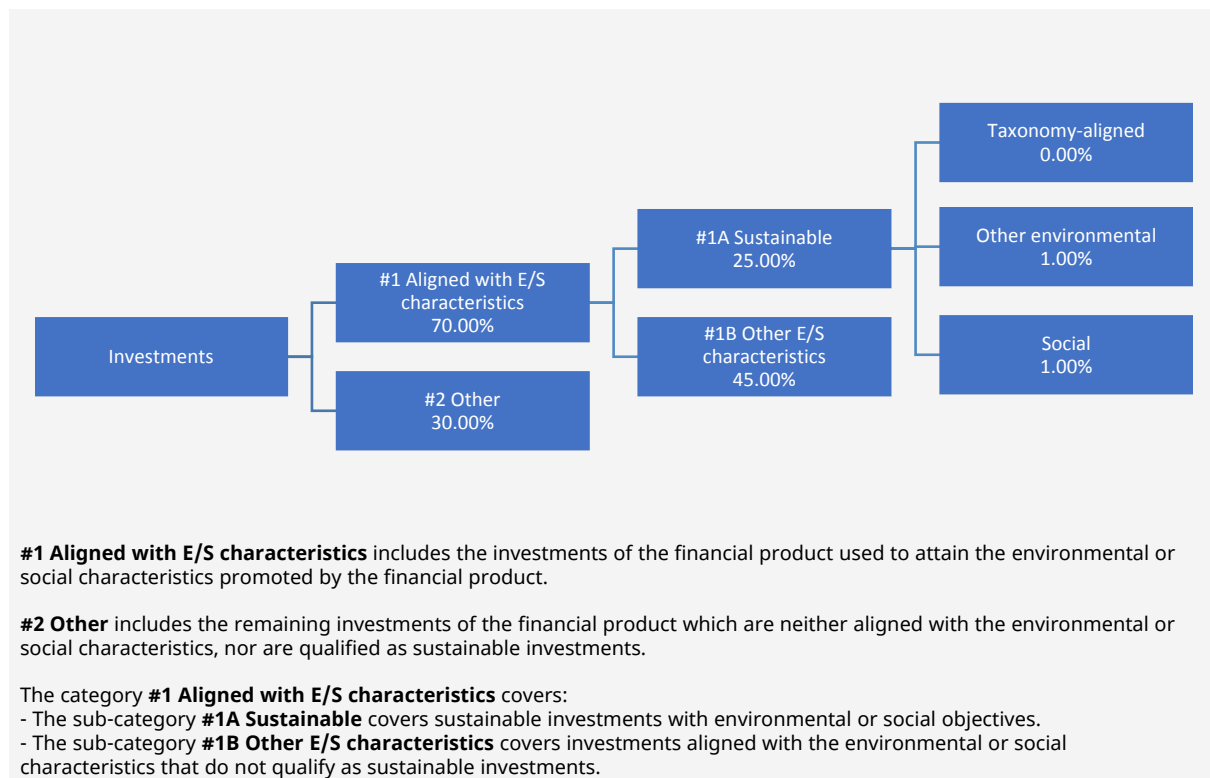 Investments
#1 Aligned with E/S
characteristics
70.00%
#2 Other
30.00%
#1A Sustainable
25.00%
#1B Other E/S
characteristics
45.00%
Taxonomy-aligned
0.00%
Other environmental
1.00%
Social
1.00%
#1 Aligned with E/S characteristics includes the investments of the financial product used to attain the environmental or
social characteristics promoted by the financial product.
#2 Other includes the remaining investments of the financial product which are neither aligned with the environmental or
social characteristics, nor are qualified as sustainable investments.
The category #1 Aligned with E/S characteristics covers:
- The sub-category #1A Sustainable covers sustainable investments with environmental or social objectives.
- The sub-category #1B Other E/S characteristics covers investments aligned with the environmental or social
characteristics that do not qualify as sustainable investments.